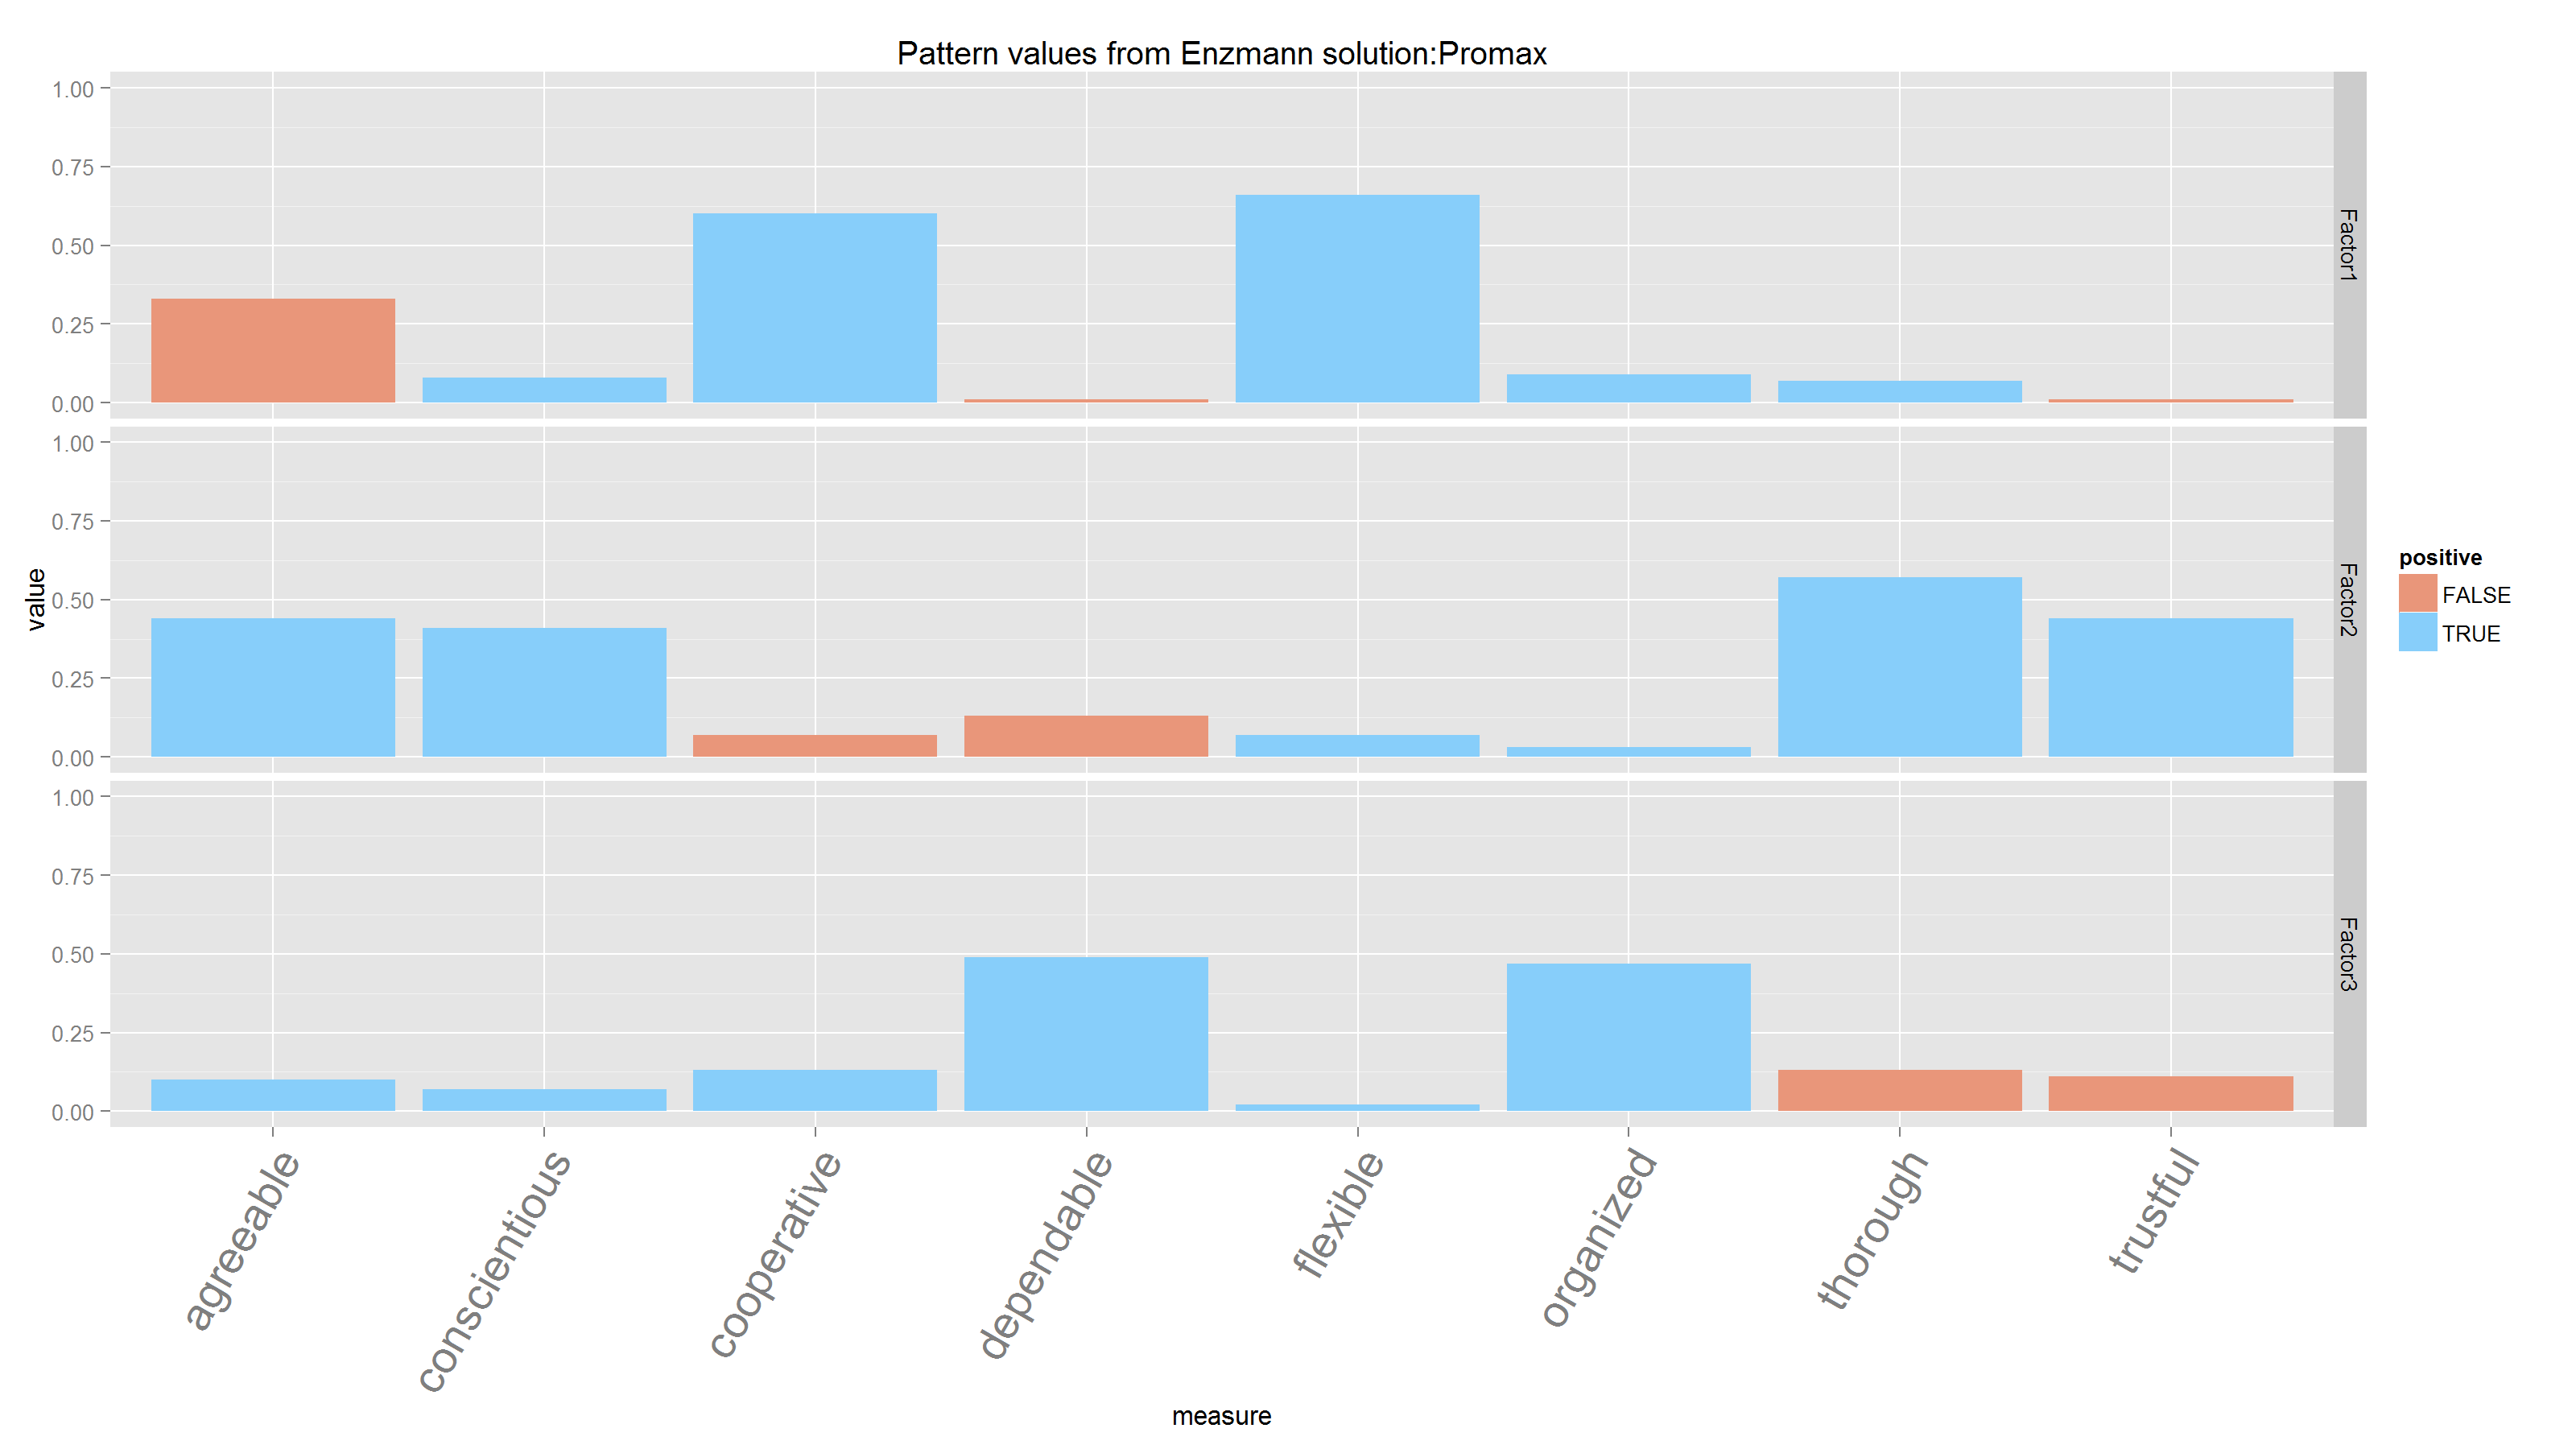 Pattern values from Enzmann solution:Promax
1.00
0.75
0.50
0.25
0.00
Factor1
1.00
0.75
0.50
0.25
0.00
Factor2
1.00
0.75
0.50
0.25
0.00
Factor3
value
agreeable
conscientious
cooperative
dependable
flexible
organized
thorough
trustful
measure
positive
FALSE
TRUE